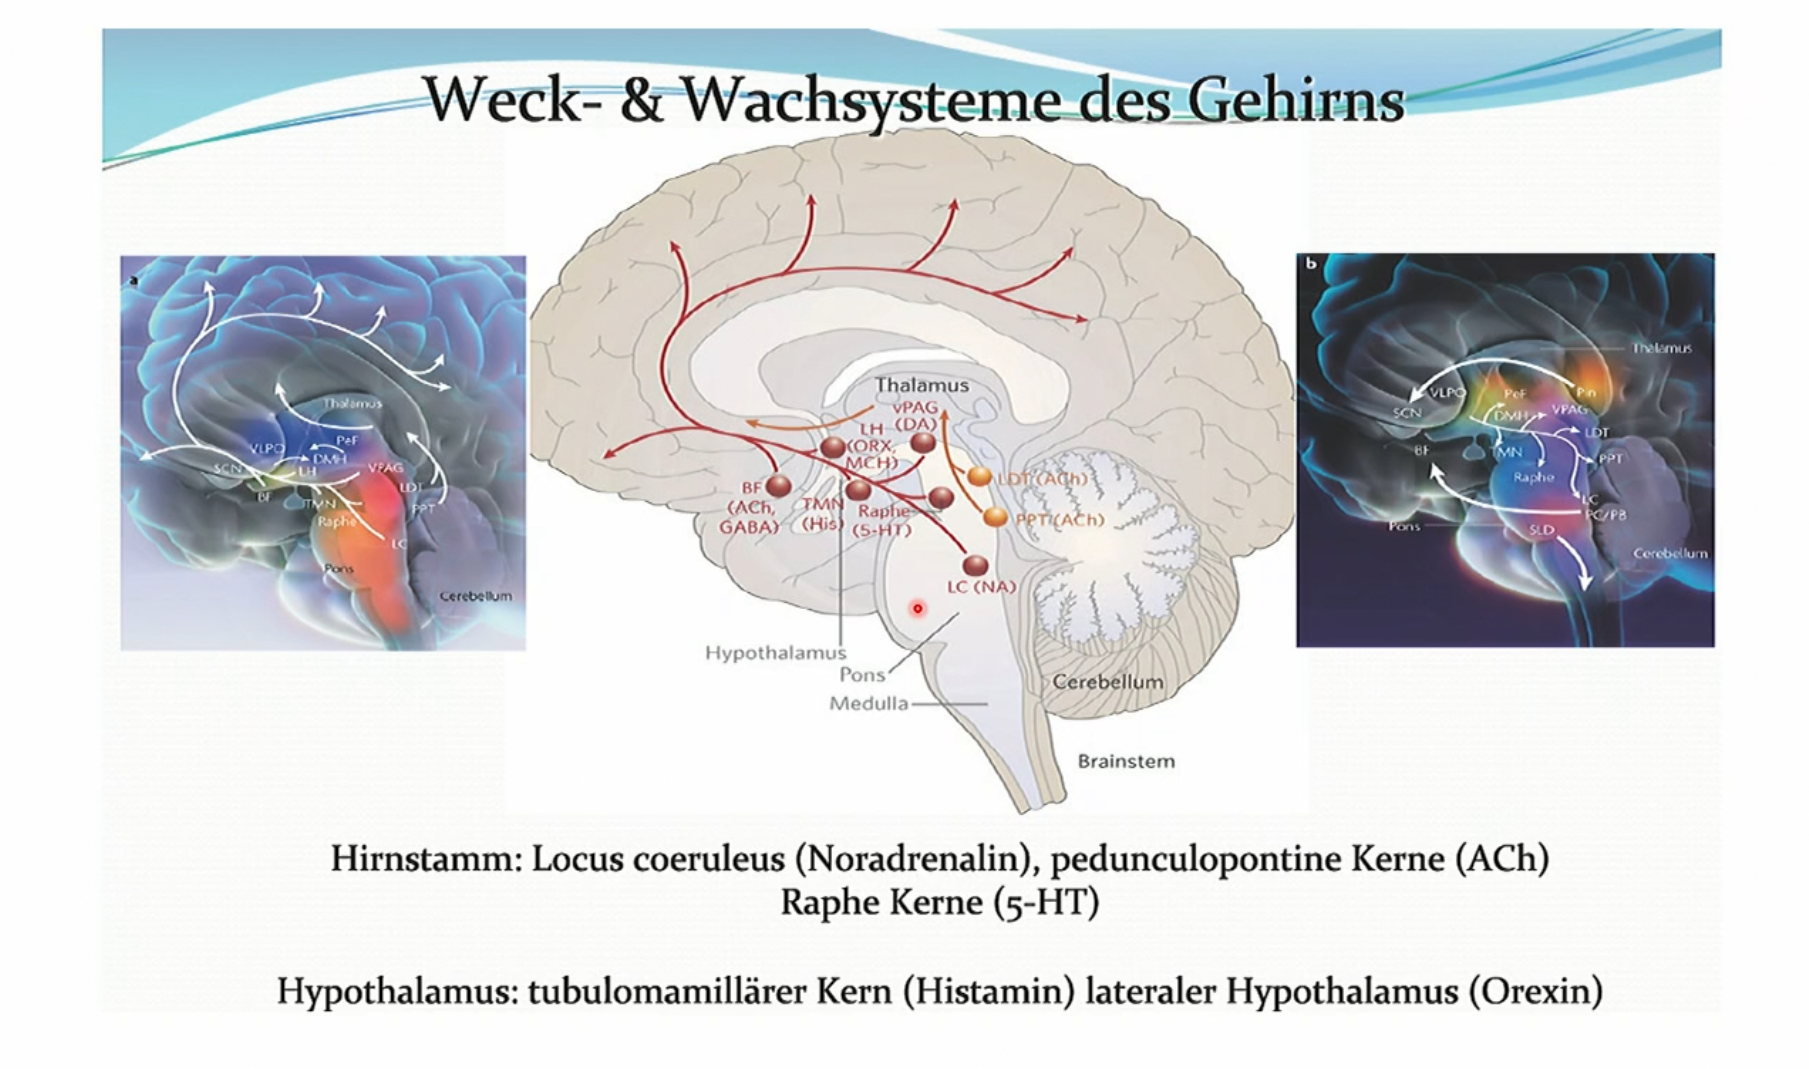 Weck- & Wachsysteme des Gehirns
a
Thalamus
VLPO
PeF
DMH
SCN
LH
VPAG
BF
TMN
LDT
PPT
Raphe
LC
Pons
Cerebellum
Thalamus
vPAG
(DA)
LH
(ORX,
MCH)
LDT (ACh)
BF
(ACh,
GABA)
TMN
(His)
Raphe
(5-HT)
PPT (ACh)
LC (NA)
Hypothalamus
Pons
Medulla
Cerebellum
Brainstem
b
Thalamus
VLPO
PeF
Pin
SCN
DMH
VPAG
LDT
BF
TMN
PPT
Raphe
LC
PC/PB
Pons
SLD
Cerebellum
Hirnstamm: Locus coeruleus (Noradrenalin), pedunculopontine Kerne (ACh)
Raphe Kerne (5-HT)
Hypothalamus: tubulomamillärer Kern (Histamin) lateraler Hypothalamus (Orexin)